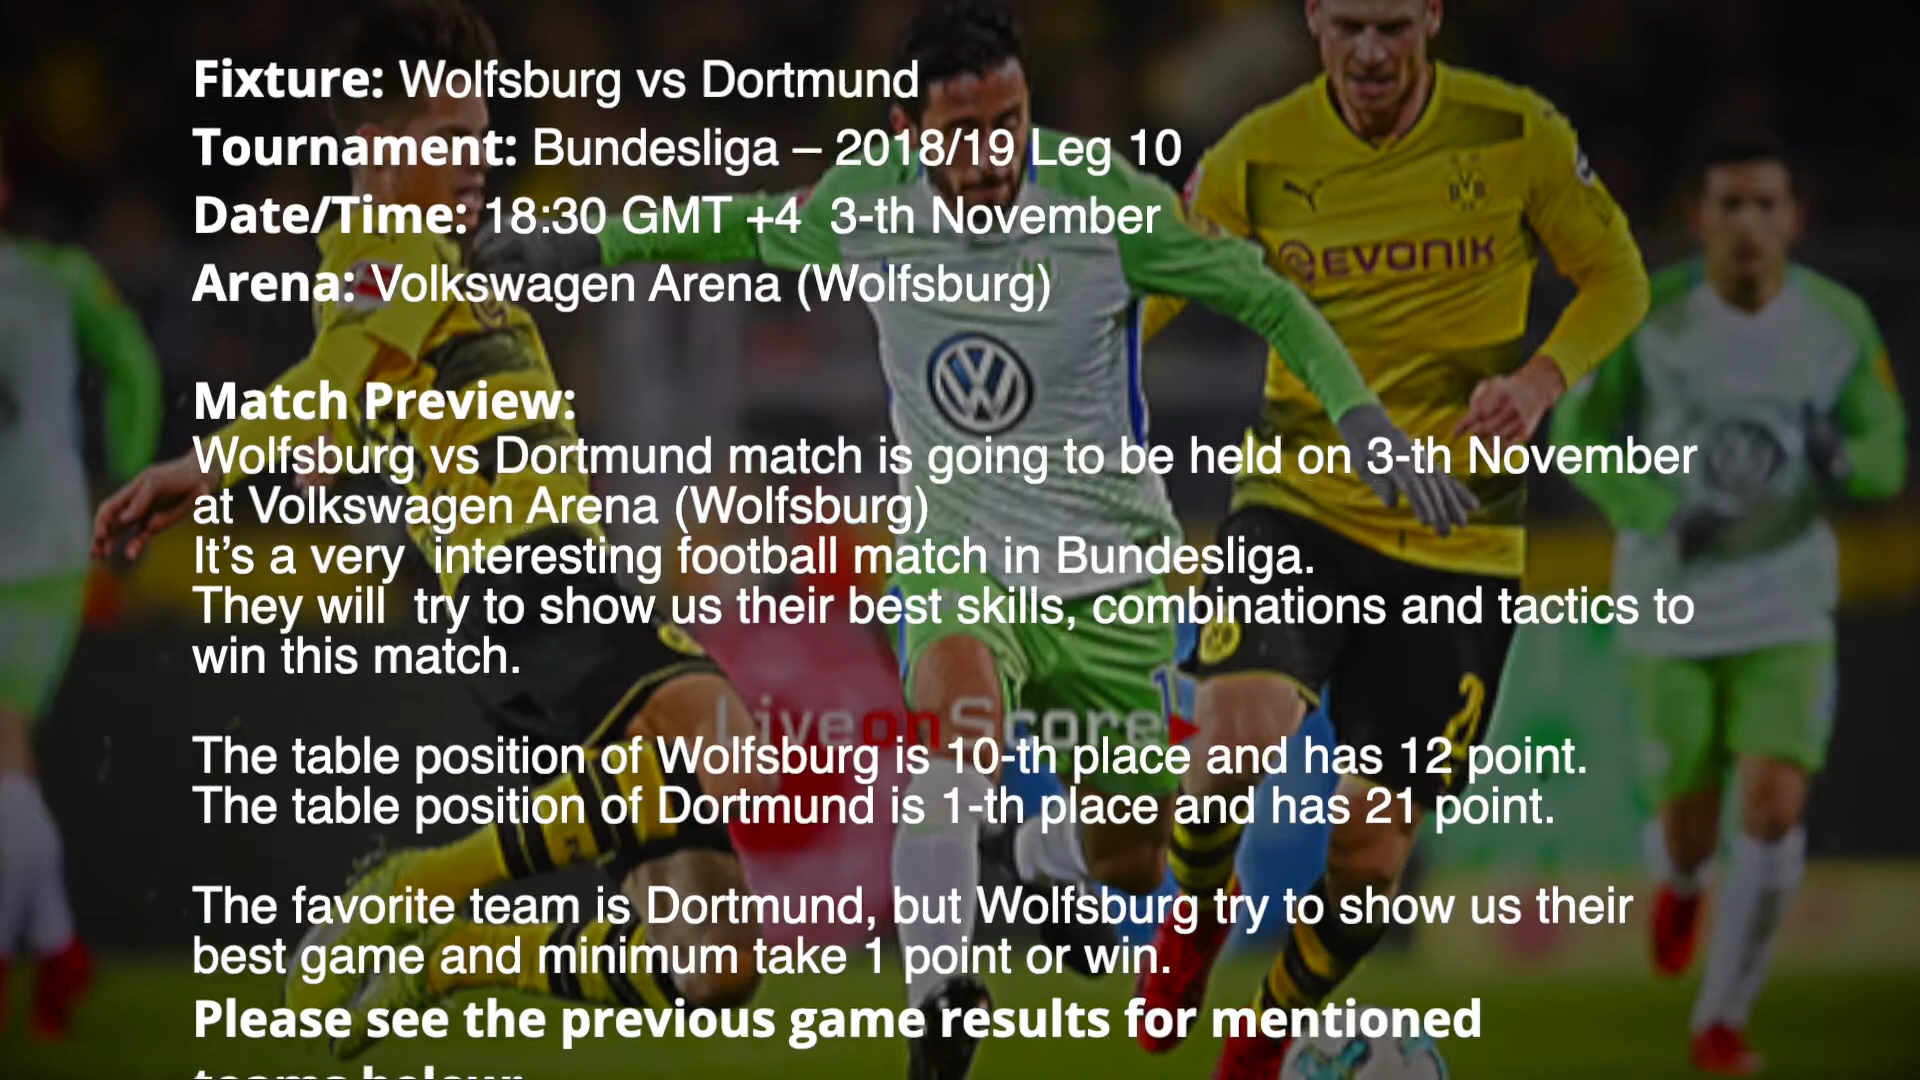 Fixture: Wolfsburg vs Dortmund
Tournament: Bundesliga – 2018/19 Leg 10
Date/Time: 18:30 GMT +4  3-th November
Arena: Volkswagen Arena (Wolfsburg)
EVONIK
BVB
Match Preview:
Wolfsburg vs Dortmund match is going to be held on 3-th November
at Volkswagen Arena (Wolfsburg)
It’s a very  interesting football match in Bundesliga.
They will  try to show us their best skills, combinations and tactics to
win this match.
LiveonScore
The table position of Wolfsburg is 10-th place and has 12 point.
The table position of Dortmund is 1-th place and has 21 point.
The favorite team is Dortmund, but Wolfsburg try to show us their
best game and minimum take 1 point or win.
Please see the previous game results for mentioned
teams below: